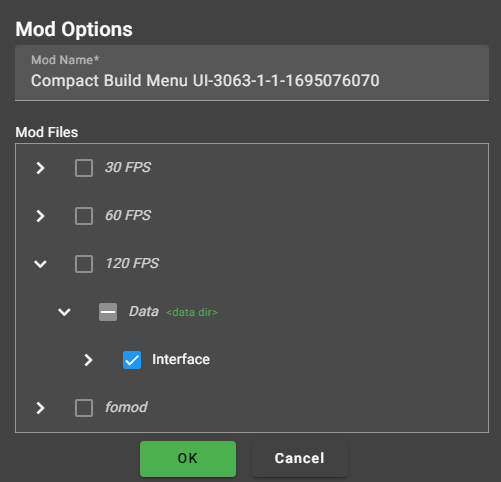 Mod Options
Mod Name*
Compact Build Menu UI-3063-1-1-1695076070
Mod Files
30 FPS
60 FPS
120 FPS
Data <data dir>
Interface
fomod
OK Cancel